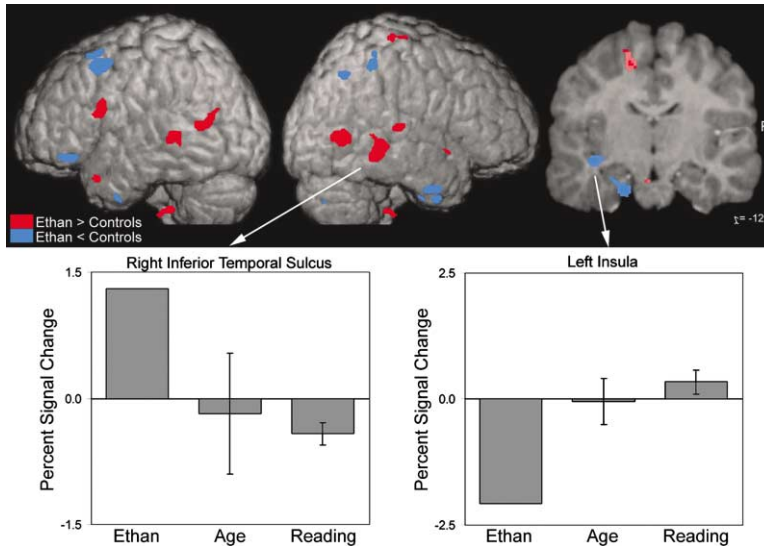 Ethan > Controls
Ethan < Controls
Right Inferior Temporal Sulcus
1.5
0.0
-1.5
Percent Signal Change
Ethan Age Reading
Left Insula
2.5
0.0
-2.5
Percent Signal Change
Ethan Age Reading